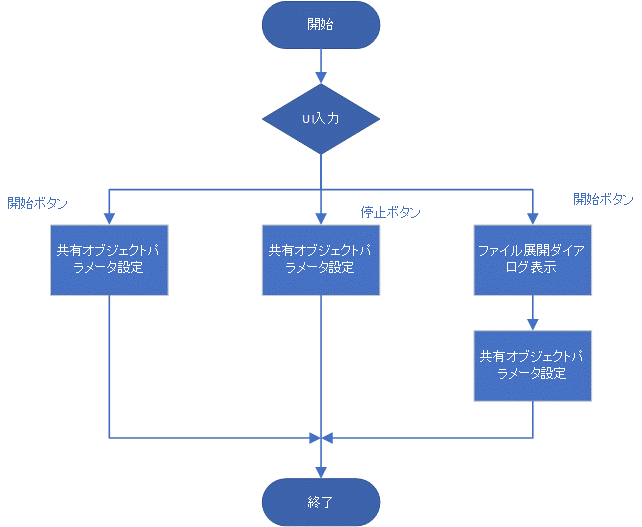 開始
UI入力
開始ボタン
停止ボタン
開始ボタン
共有オブジェクトパ
ラメータ設定
共有オブジェクトパ
ラメータ設定
ファイル展開ダイア
ログ表示
共有オブジェクトパ
ラメータ設定
終了